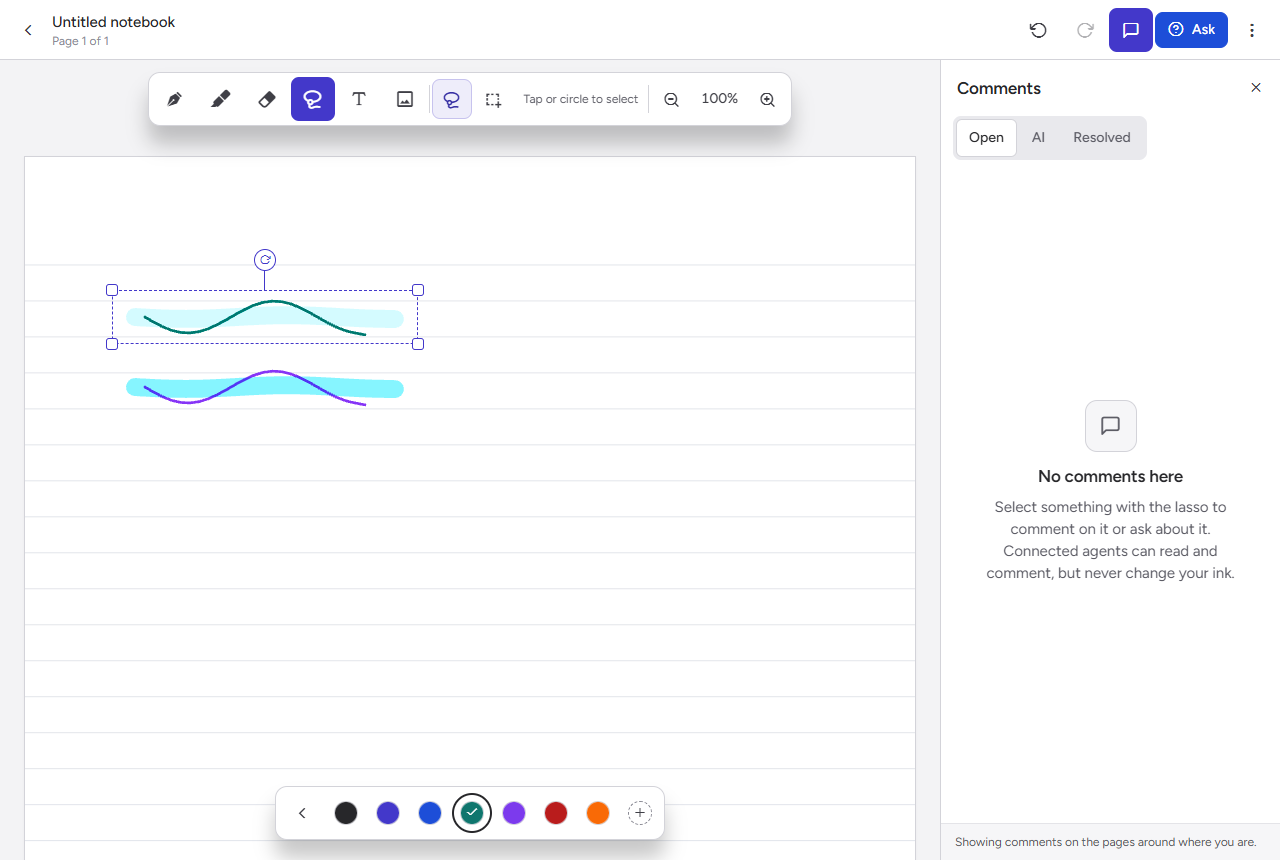 Untitled notebook
Page 1 of 1
Ask
T
Tap or circle to select
100%
Comments
Open
AI
Resolved
No comments here
Select something with the lasso to
comment on it or ask about it.
Connected agents can read and
comment, but never change your ink.
Showing comments on the pages around where you are.